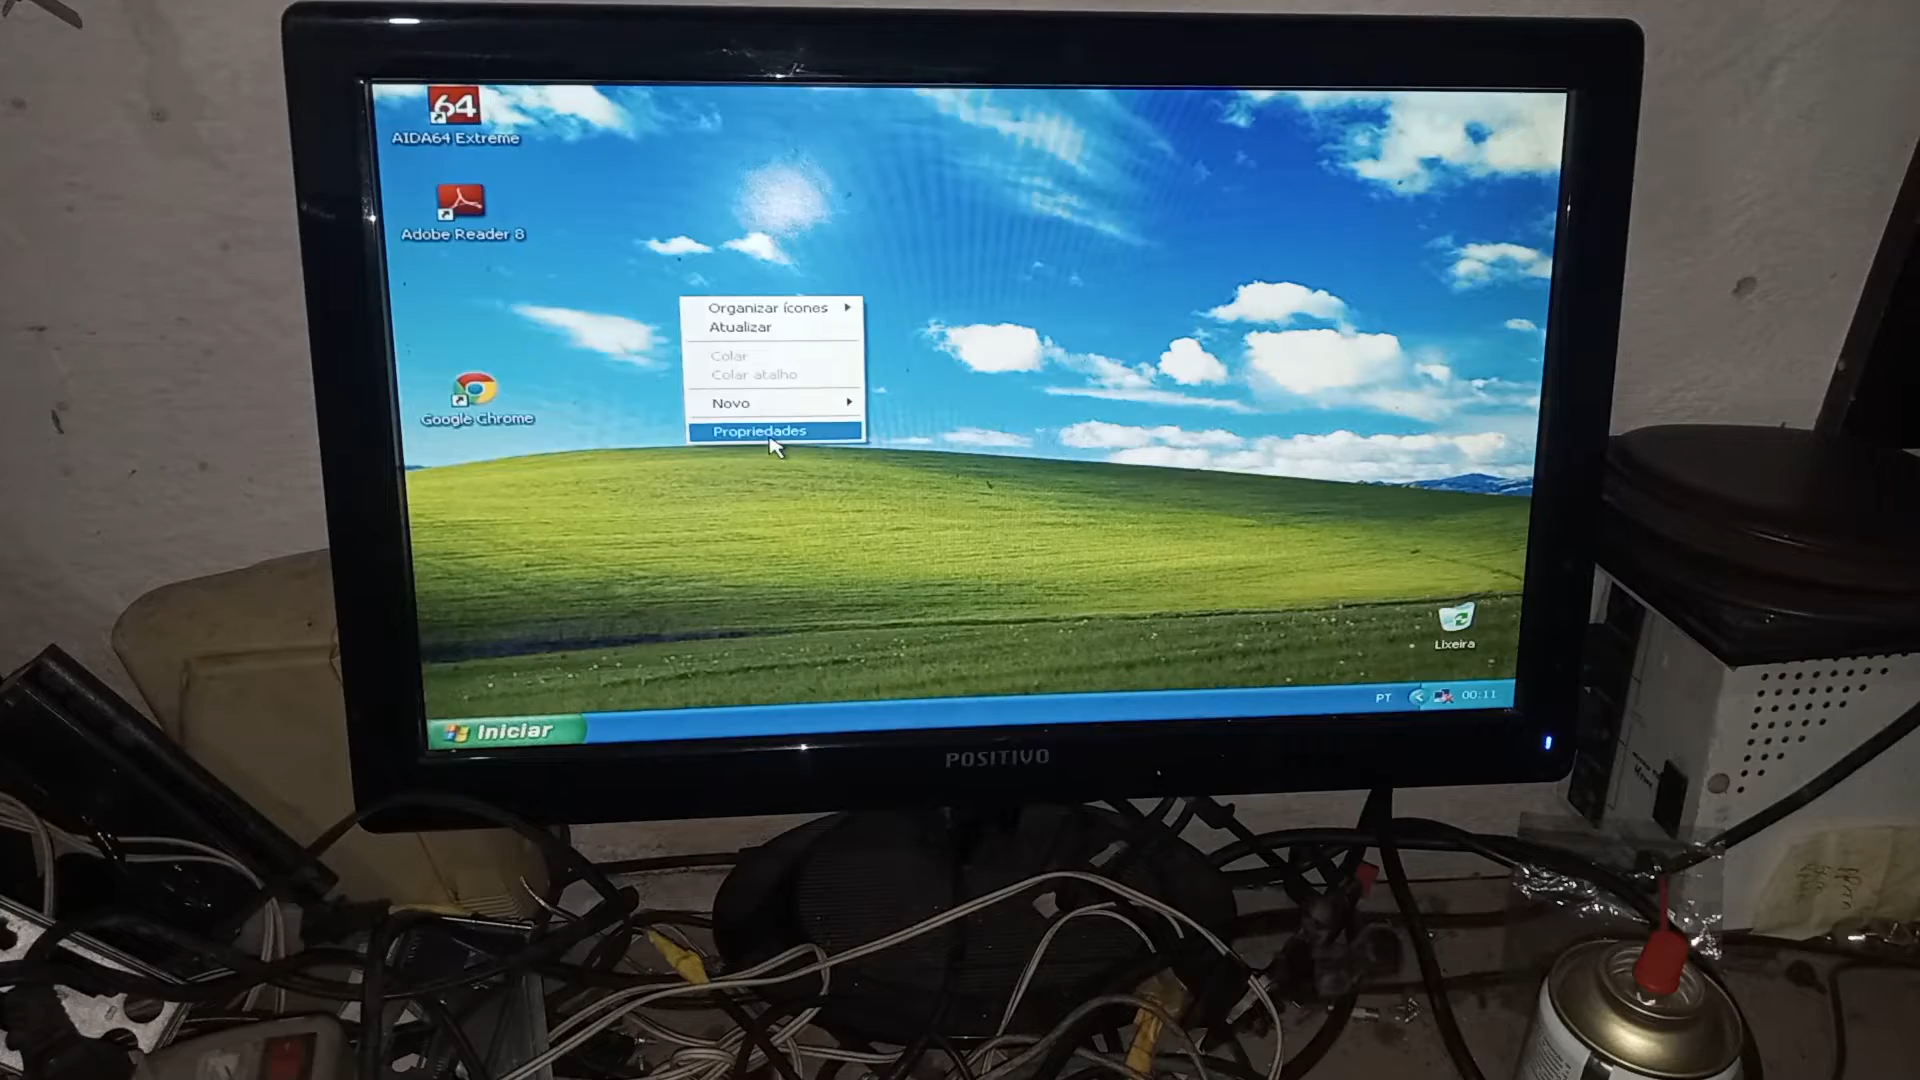 64
AIDA64 Extreme
Adobe Reader 8
Google Chrome
Organizar ícones
Atualizar
Colar
Colar atalho
Novo
Propriedades
Lixeira
PT
00:11
Iniciar
POSITIVO